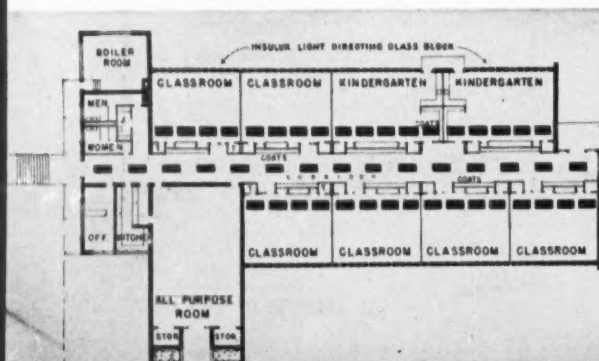 INSULUX LIGHT DIRECTING GLASS BLOCK
BOILER
ROOM
CLASSROOM CLASSROOM KINDERGARTEN KINDERGARTEN
MEN
J.
WOMEN
COATS
COATS
CORRIDOR
COATS
OFF. KITCHEN
CLASSROOM CLASSROOM CLASSROOM CLASSROOM
ALL PURPOSE
ROOM
STOR. STOR.